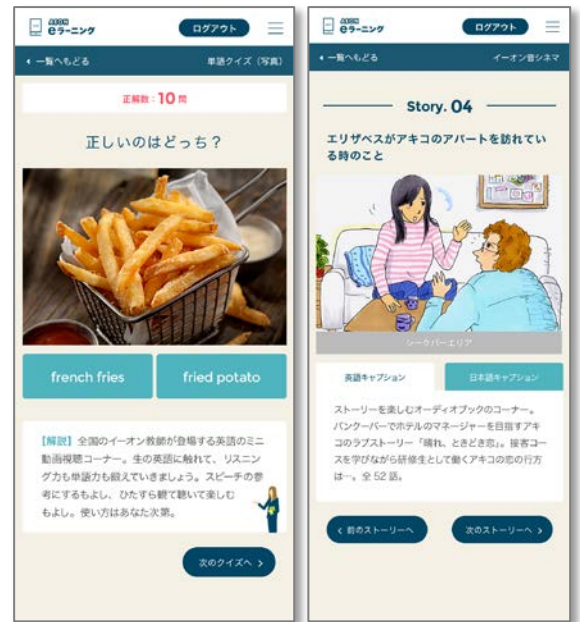 AEON
eラーニング
ログアウト
一覧へもどる
単語クイズ（写真）
正解数：10問
正しいのはどっち？
french fries
fried potato
【解説】全国のイーオン教師が登場する英語のミニ
動画視聴コーナー。生の英語に触れて、リスニン
グ力も単語力も鍛えていきましょう。スピーチの参
考にするもよし、ひたすら観て聴いて楽しむ
もよし。使い方はあなた次第。
次のクイズへ
AEON
eラーニング
ログアウト
一覧へもどる
イーオン音シネマ
Story. 04
エリザベスがアキコのアパートを訪れてい
る時のこと
シークバーエリア
英語キャプション
日本語キャプション
ストーリーを楽しむオーディオブックのコーナー。
バンクーバーでホテルのマネージャーを目指すアキ
コのラブストーリー「晴れ、ときどき恋」。接客コー
スを学びながら研修生として働くアキコの恋の行方
は…。全52話。
前のストーリーへ
次のストーリーへ